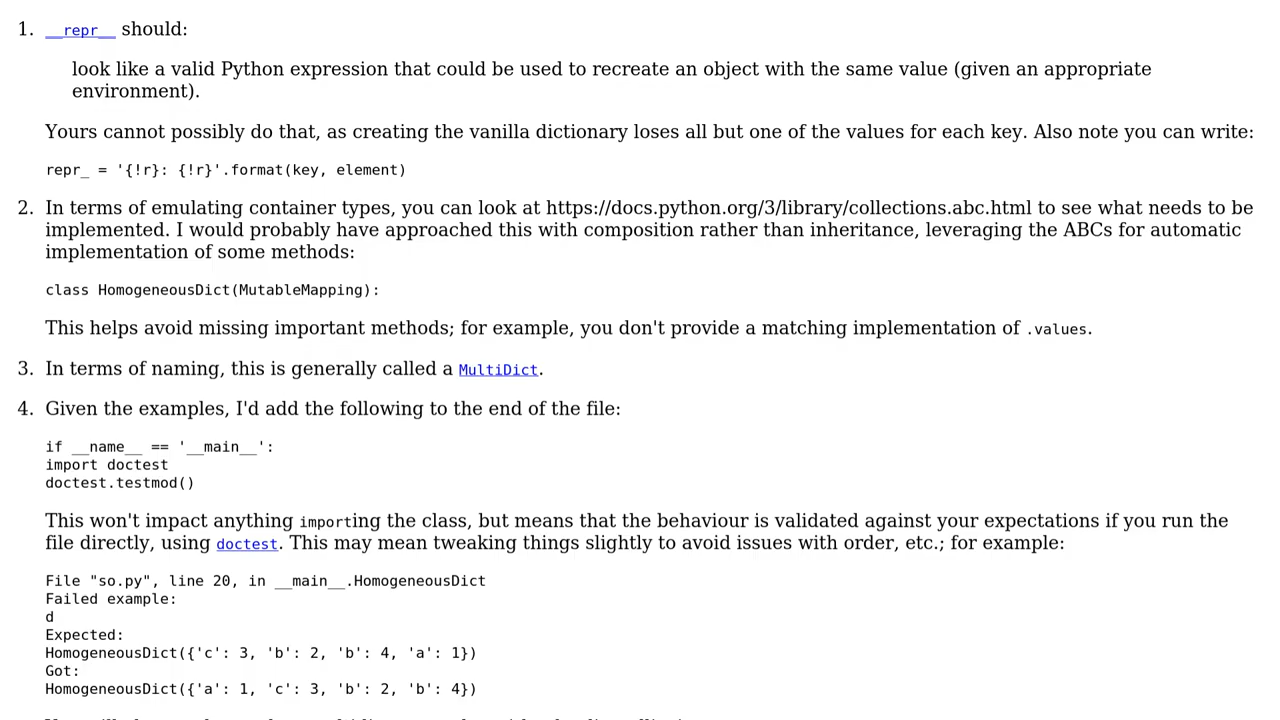 1. __repr__ should:
look like a valid Python expression that could be used to recreate an object with the same value (given an appropriate
environment).
Yours cannot possibly do that, as creating the vanilla dictionary loses all but one of the values for each key. Also note you can write:
repr_ = '{!r}: {!r}'.format(key, element)
2. In terms of emulating container types, you can look at https://docs.python.org/3/library/collections.abc.html to see what needs to be
implemented. I would probably have approached this with composition rather than inheritance, leveraging the ABCs for automatic
implementation of some methods:
class HomogeneousDict(MutableMapping):
This helps avoid missing important methods; for example, you don't provide a matching implementation of .values.
3. In terms of naming, this is generally called a MultiDict.
4. Given the examples, I'd add the following to the end of the file:
if __name__ == '__main__':
import doctest
doctest.testmod()
This won't impact anything importing the class, but means that the behaviour is validated against your expectations if you run the
file directly, using doctest. This may mean tweaking things slightly to avoid issues with order, etc.; for example:
File "so.py", line 20, in __main__.HomogeneousDict
Failed example:
d
Expected:
HomogeneousDict({'c': 3, 'b': 2, 'b': 4, 'a': 1})
Got:
HomogeneousDict({'a': 1, 'c': 3, 'b': 2, 'b': 4})